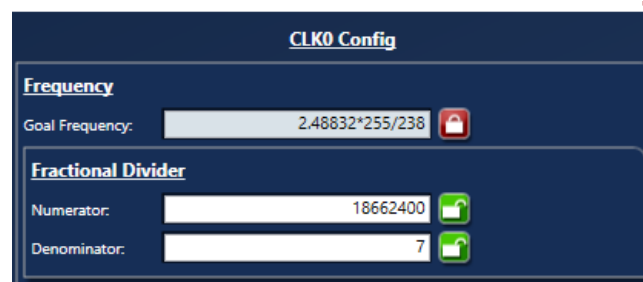 CLK0 Config
Frequency
Goal Frequency: 2.48832*255/238
Fractional Divider
Numerator: 18662400
Denominator: 7